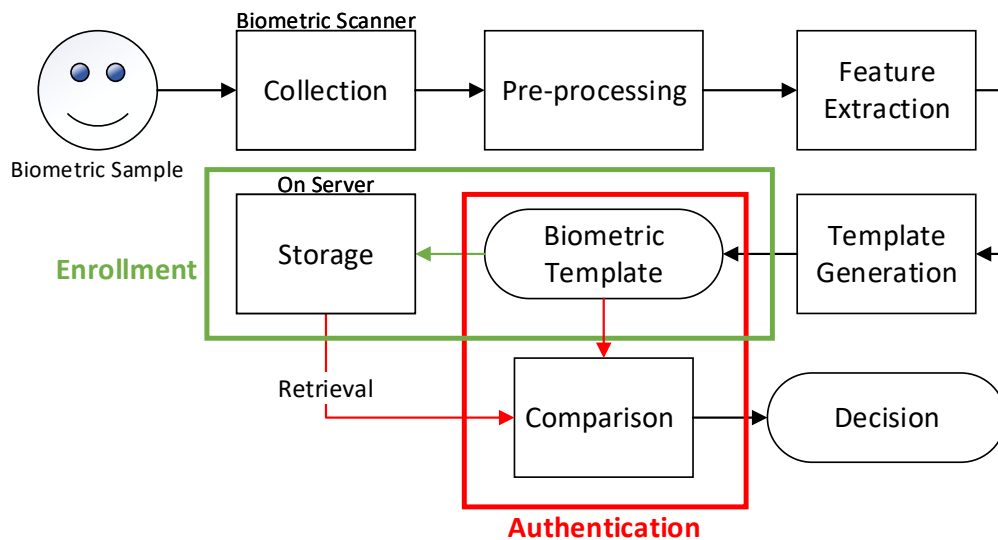 Biometric Scanner
Collection
Pre-processing
Feature
Extraction
Biometric Sample
On Server
Storage
Biometric
Template
Template
Generation
Enrollment
Retrieval
Comparison
Decision
Authentication